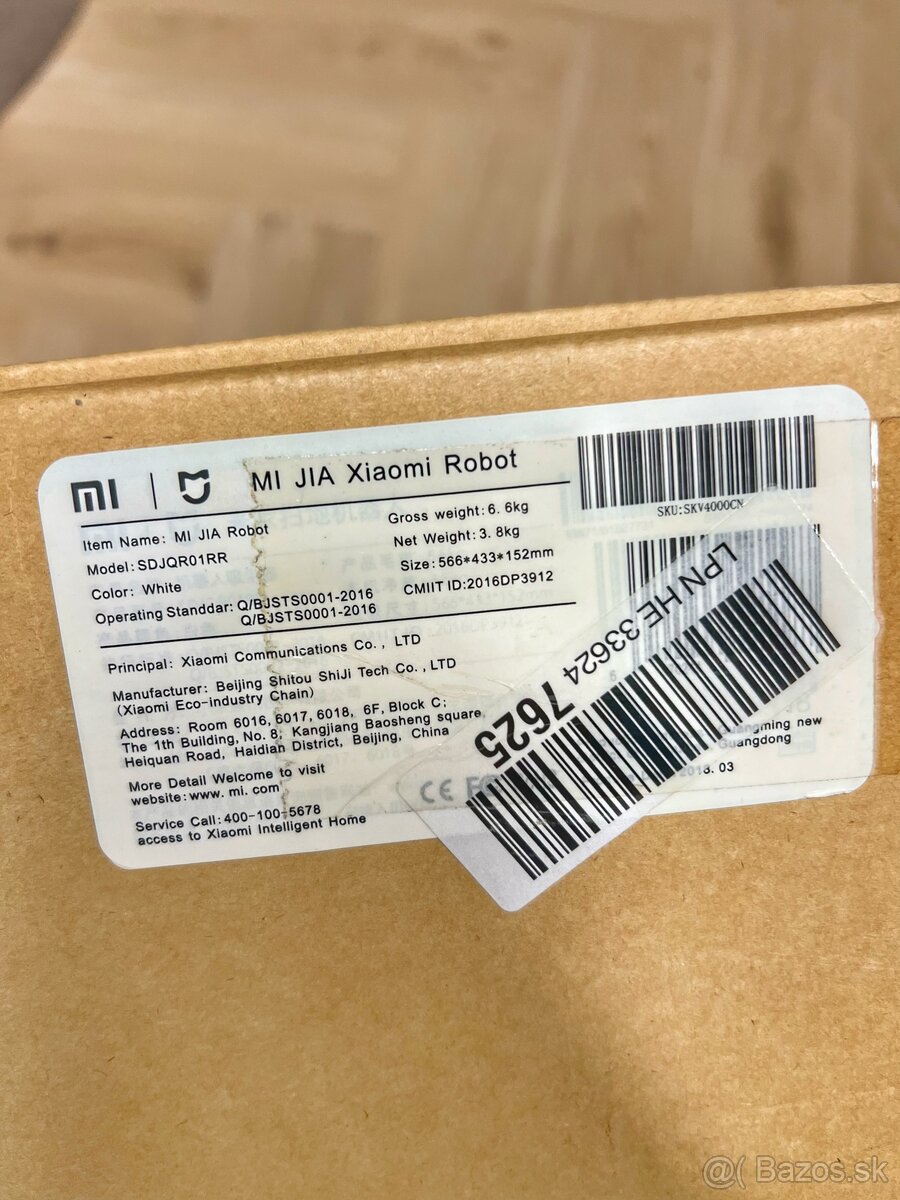 MI JIA Xiaomi Robot
SKU:SKV4000CN
Item Name: MI JIA Robot
Model: SDJQR01RR
Color: White
Operating Standdar: Q/BJSTS0001-2016
Q/BJSTS0001-2016
Gross weight: 6.6kg
Net Weight: 3.8kg
Size: 566*433*152mm
CMIIT ID:2016DP3912
Principal: Xiaomi Communications Co., LTD
Manufacturer: Beijing Shitou ShiJi Tech Co., LTD
(Xiaomi Eco-industry Chain)
Address: Room 6016, 6017, 6018, 6F, Block C;
The 1th Building, No. 8; Kangjiang Baosheng square,
Heiquan Road, Haidian District, Beijing, China
More Detail Welcome to visit
website:www. mi. com
Service Call:400-100-5678
access to Xiaomi Intelligent Home
LPNHE336247625
CE
new
Guangdong
03
@( Bazos.sk